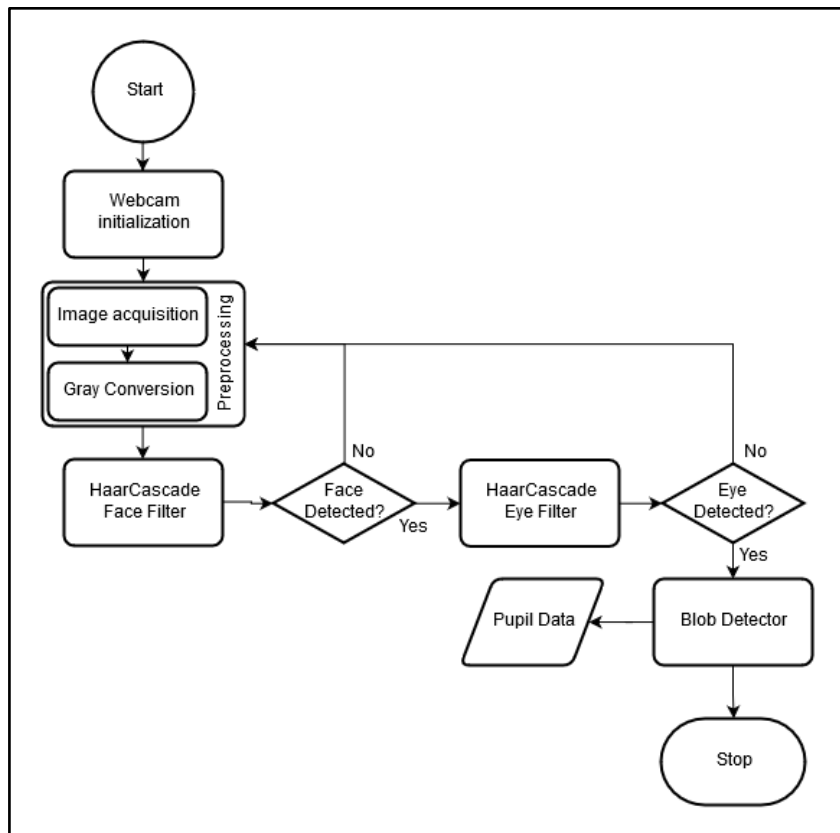 Start
Webcam
initialization
Image acquisition
Gray Conversion
Preprocessing
HaarCascade
Face Filter
Face
Detected?
No
Yes
HaarCascade
Eye Filter
Eye
Detected?
No
Yes
Blob Detector
Pupil Data
Stop